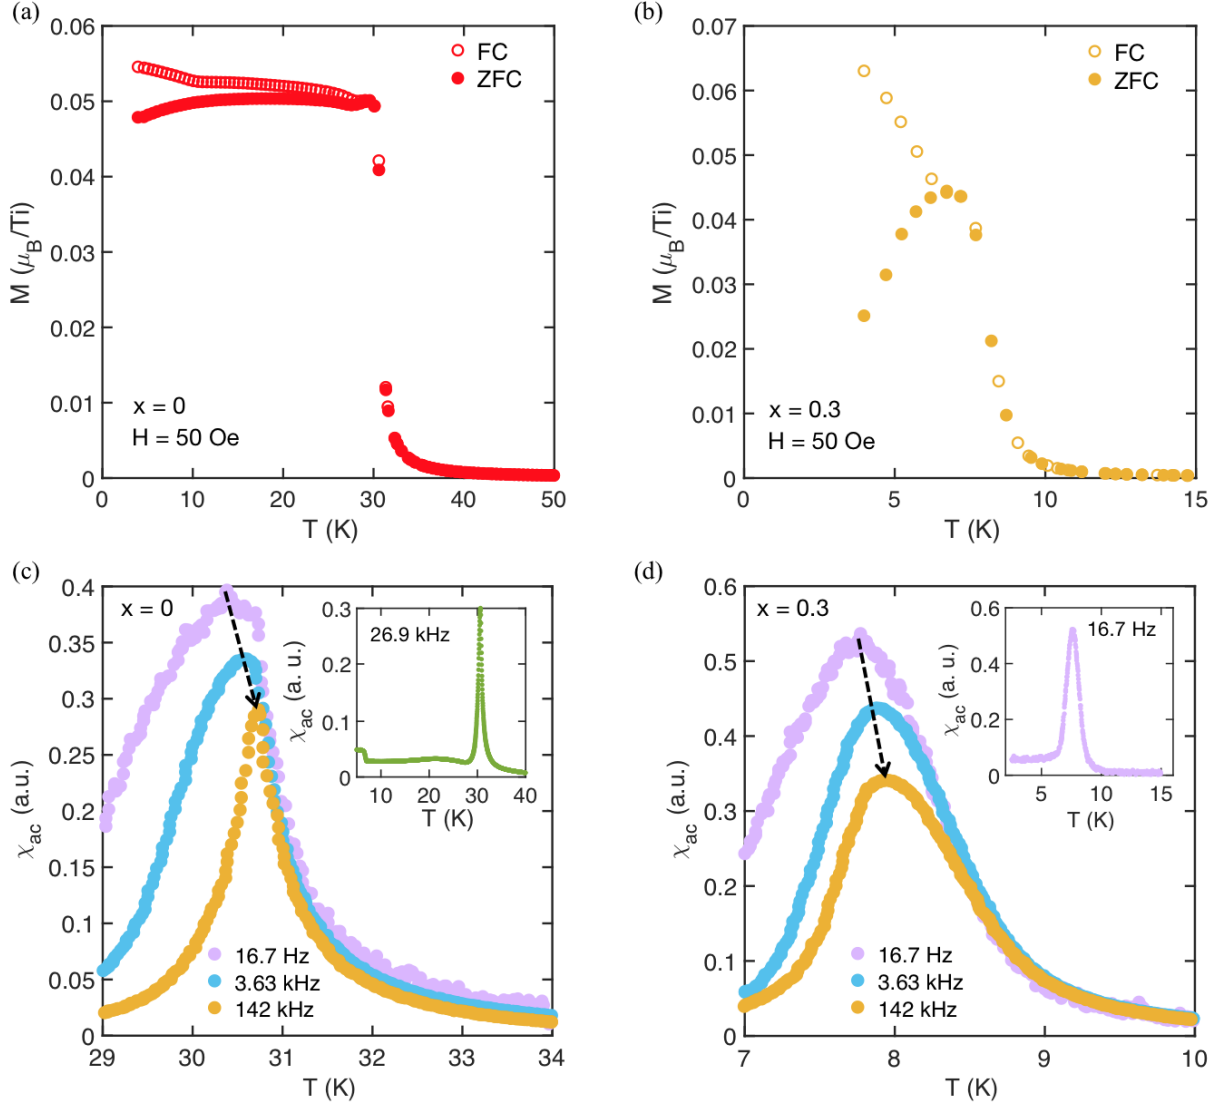 (a)
0.06
0.05
0.04
0.03
0.02
0.01
0
M (μB/Ti)
FC
ZFC
x = 0
H = 50 Oe
0 10 20 30 40 50
T (K)
(b)
0.07
0.06
0.05
0.04
0.03
0.02
0.01
0
M (μB/Ti)
FC
ZFC
x = 0.3
H = 50 Oe
0 5 10 15
T (K)
(c)
0.4
0.35
0.3
0.25
0.2
0.15
0.1
0.05
0
χac (a.u.)
x = 0
0.3
0.2
0.1
0
χac (a. u.)
26.9 kHz
10 20 30 40
T (K)
16.7 Hz
3.63 kHz
142 kHz
29 30 31 32 33 34
T (K)
(d)
0.6
0.5
0.4
0.3
0.2
0.1
0
χac (a.u.)
x = 0.3
0.6
0.4
0.2
0
χac (a. u.)
16.7 Hz
5 10 15
T (K)
16.7 Hz
3.63 kHz
142 kHz
7 8 9 10
T (K)